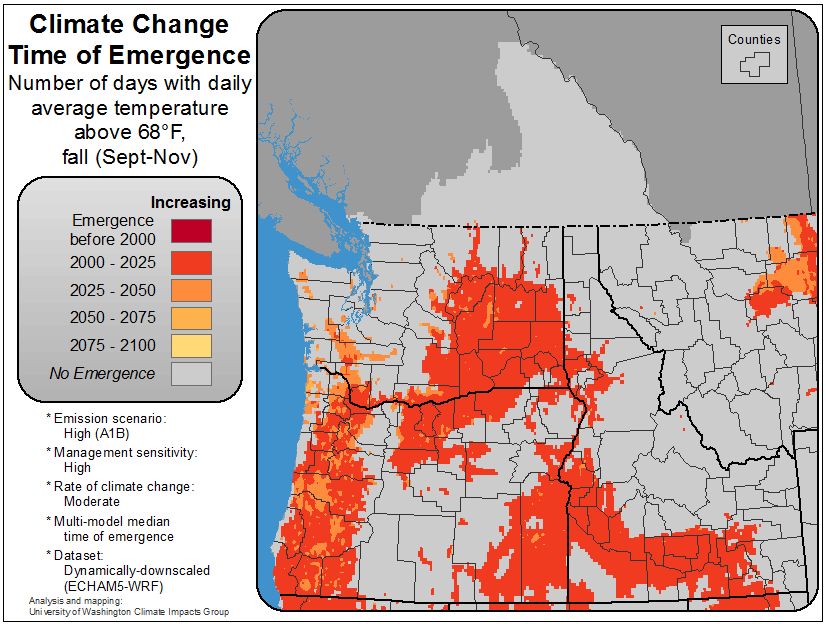 Climate Change
Time of Emergence
Number of days with daily
average temperature
above 68°F,
fall (Sept-Nov)
Increasing
Emergence
before 2000
2000 - 2025
2025 - 2050
2050 - 2075
2075 - 2100
No Emergence
* Emission scenario:
High (A1B)
* Management sensitivity:
High
* Rate of climate change:
Moderate
* Multi-model median
time of emergence
* Dataset:
Dynamically-downscaled
(ECHAM5-WRF)
Analysis and mapping:
University of Washington Climate Impacts Group
Counties